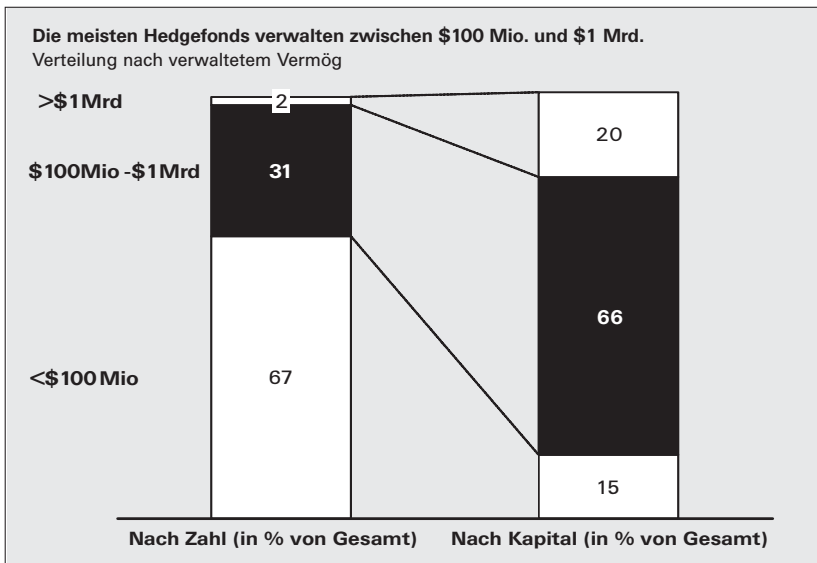 Die meisten Hedgefonds verwalten zwischen $100 Mio. und $1 Mrd.
Verteilung nach verwaltetem Vermög
>$1Mrd
2
20
$100Mio -$1Mrd
31
66
<$100 Mio
67
15
Nach Zahl (in % von Gesamt)
Nach Kapital (in % von Gesamt)